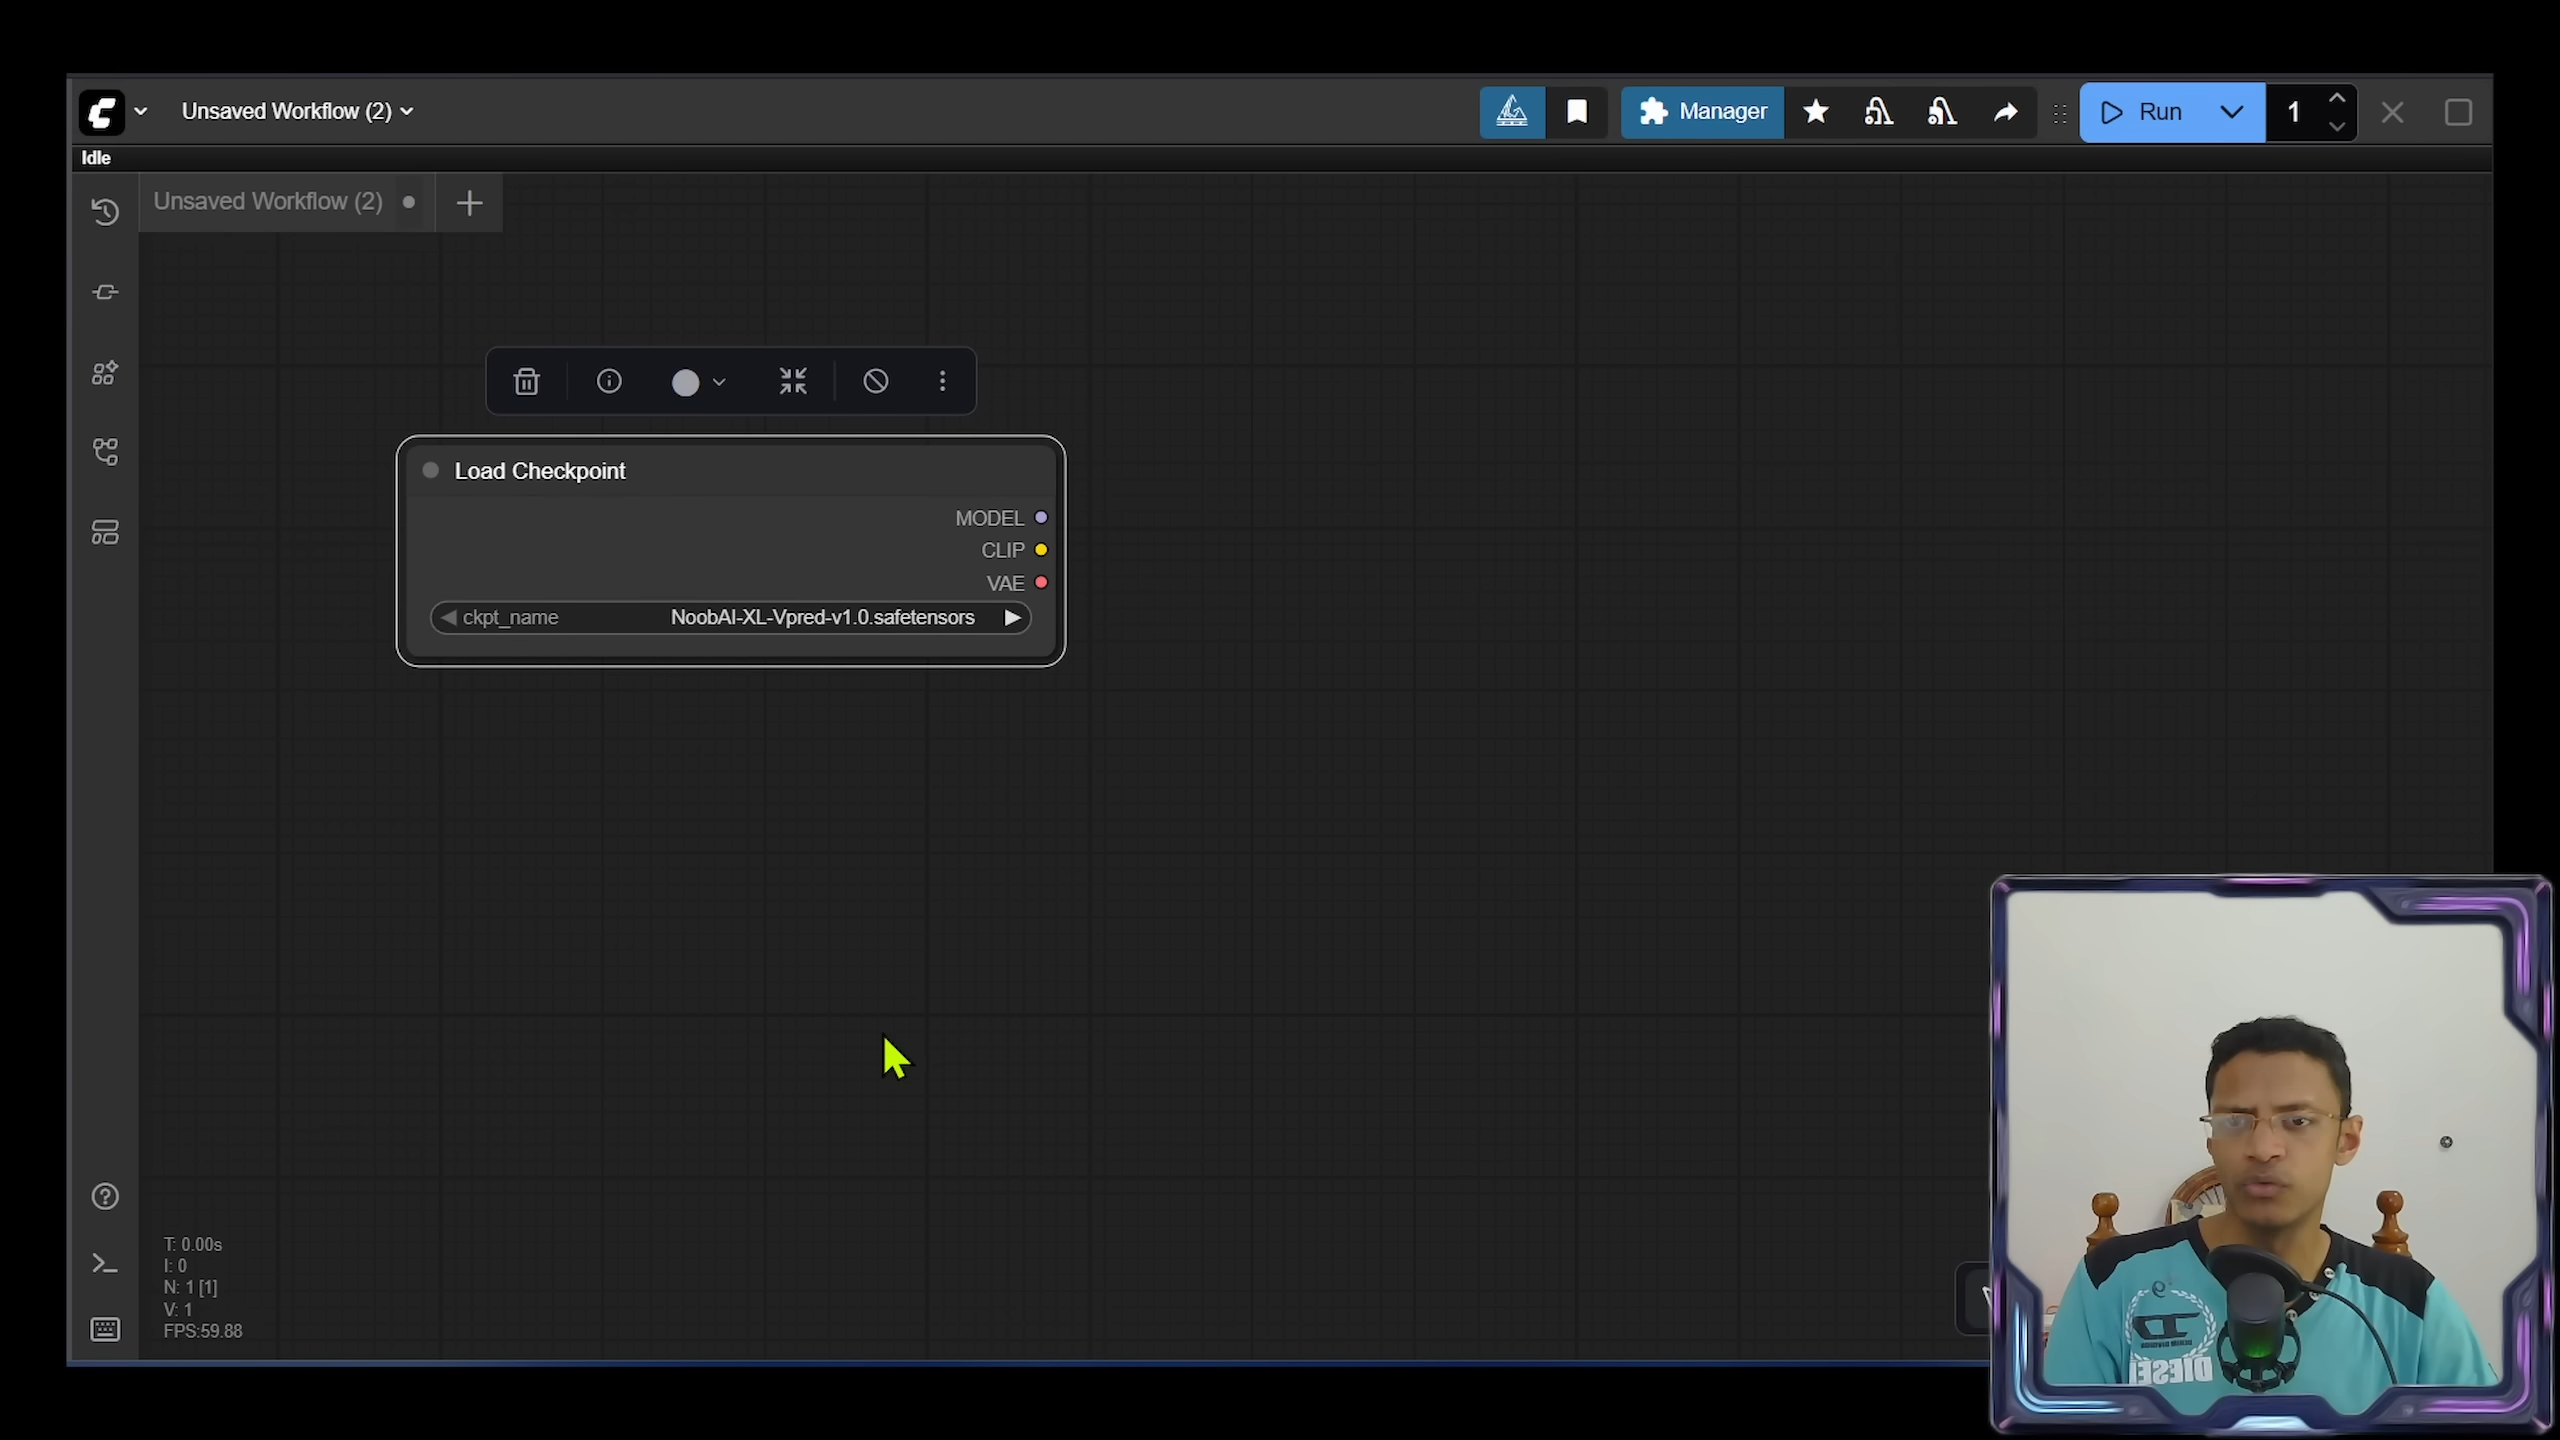 Unsaved Workflow (2)
Manager
Run
1
Idle
Unsaved Workflow (2)
Load Checkpoint
MODEL
CLIP
VAE
ckpt_name
NoobAI-XL-Vpred-v1.0.safetensors
T: 0.00s
I: 0
N: 1 [1]
V: 1
FPS:59.88
DIESEL